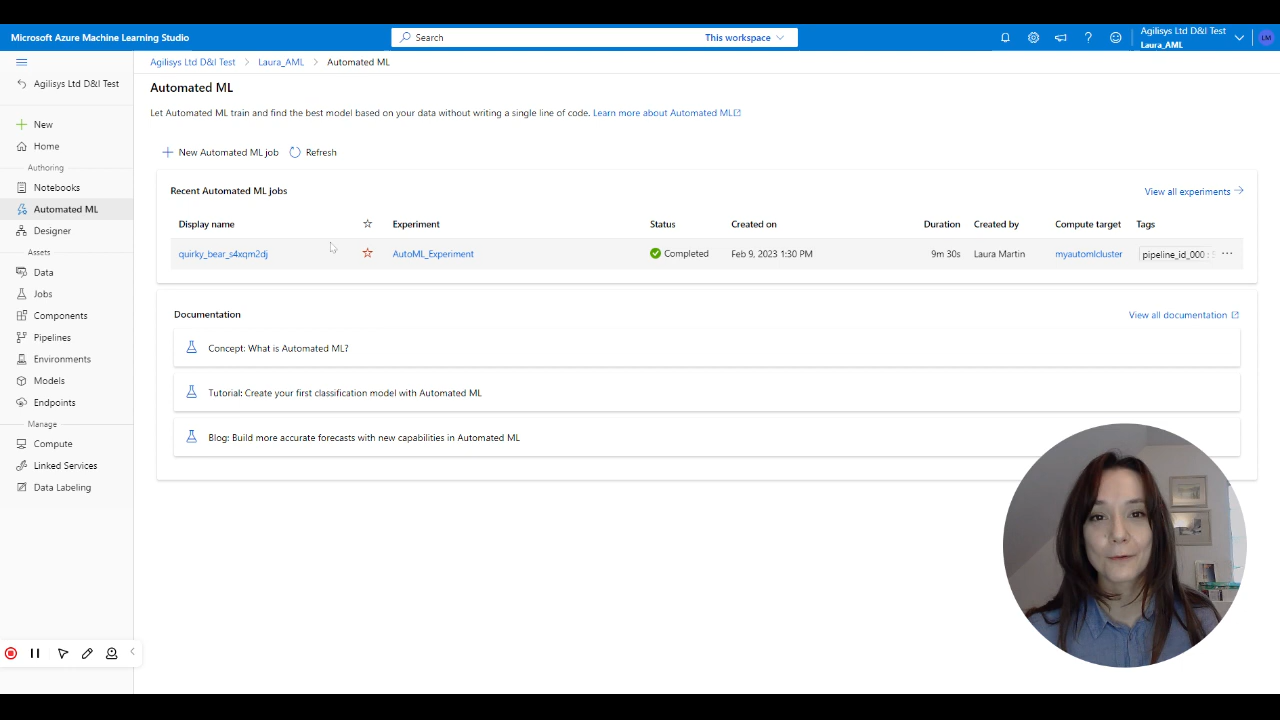 Microsoft Azure Machine Learning Studio
Search
This workspace
Agilisys Ltd D&I Test
Laura_AML
LM
Agilisys Ltd D&I Test > Laura_AML > Automated ML
Agilisys Ltd D&I Test
New
Home
Authoring
Notebooks
Automated ML
Designer
Assets
Data
Jobs
Components
Pipelines
Environments
Models
Endpoints
Manage
Compute
Linked Services
Data Labeling
Automated ML
Let Automated ML train and find the best model based on your data without writing a single line of code. Learn more about Automated ML
New Automated ML job
Refresh
Recent Automated ML jobs
View all experiments
Display name Experiment Status Created on Duration Created by Compute target Tags
quirky_bear_s4xqm2dj AutoML_Experiment Completed Feb 9, 2023 1:30 PM 9m 30s Laura Martin myautomlcluster pipeline_id_000 :
Documentation
View all documentation
Concept: What is Automated ML?
Tutorial: Create your first classification model with Automated ML
Blog: Build more accurate forecasts with new capabilities in Automated ML